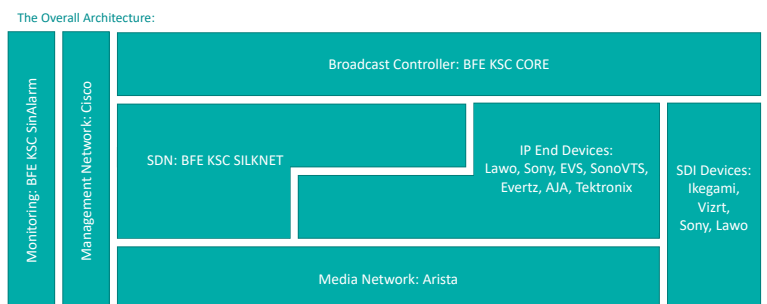 The Overall Architecture:
Monitoring: BFE KSC SinAlarm
Management Network: Cisco
Broadcast Controller: BFE KSC CORE
SDN: BFE KSC SILKNET
IP End Devices:
Lawo, Sony, EVS, SonoVTS,
Evertz, AJA, Tektronix
SDI Devices:
Ikegami,
Vizrt,
Sony, Lawo
Media Network: Arista